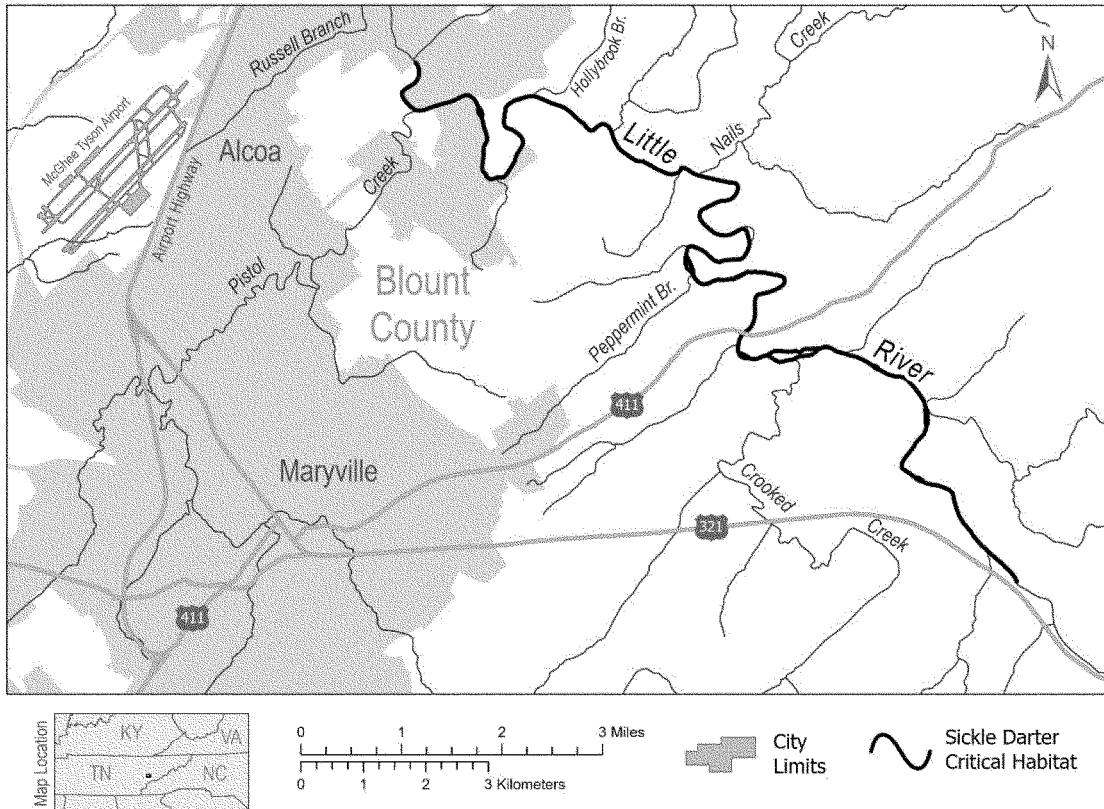 Russell Branch
Hollybrook Br.
Creek
N
McGhee Tyson Airport
Alcoa
Airport Highway
Creek
Little
Nails
Pistol
Blount
County
Peppermint Br.
River
411
Maryville
Crooked
Creek
321
411
Map Location
KY
VA
TN
NC
0 1 2 3 Miles
0 1 2 3 Kilometers
City
Limits
Sickle Darter
Critical Habitat